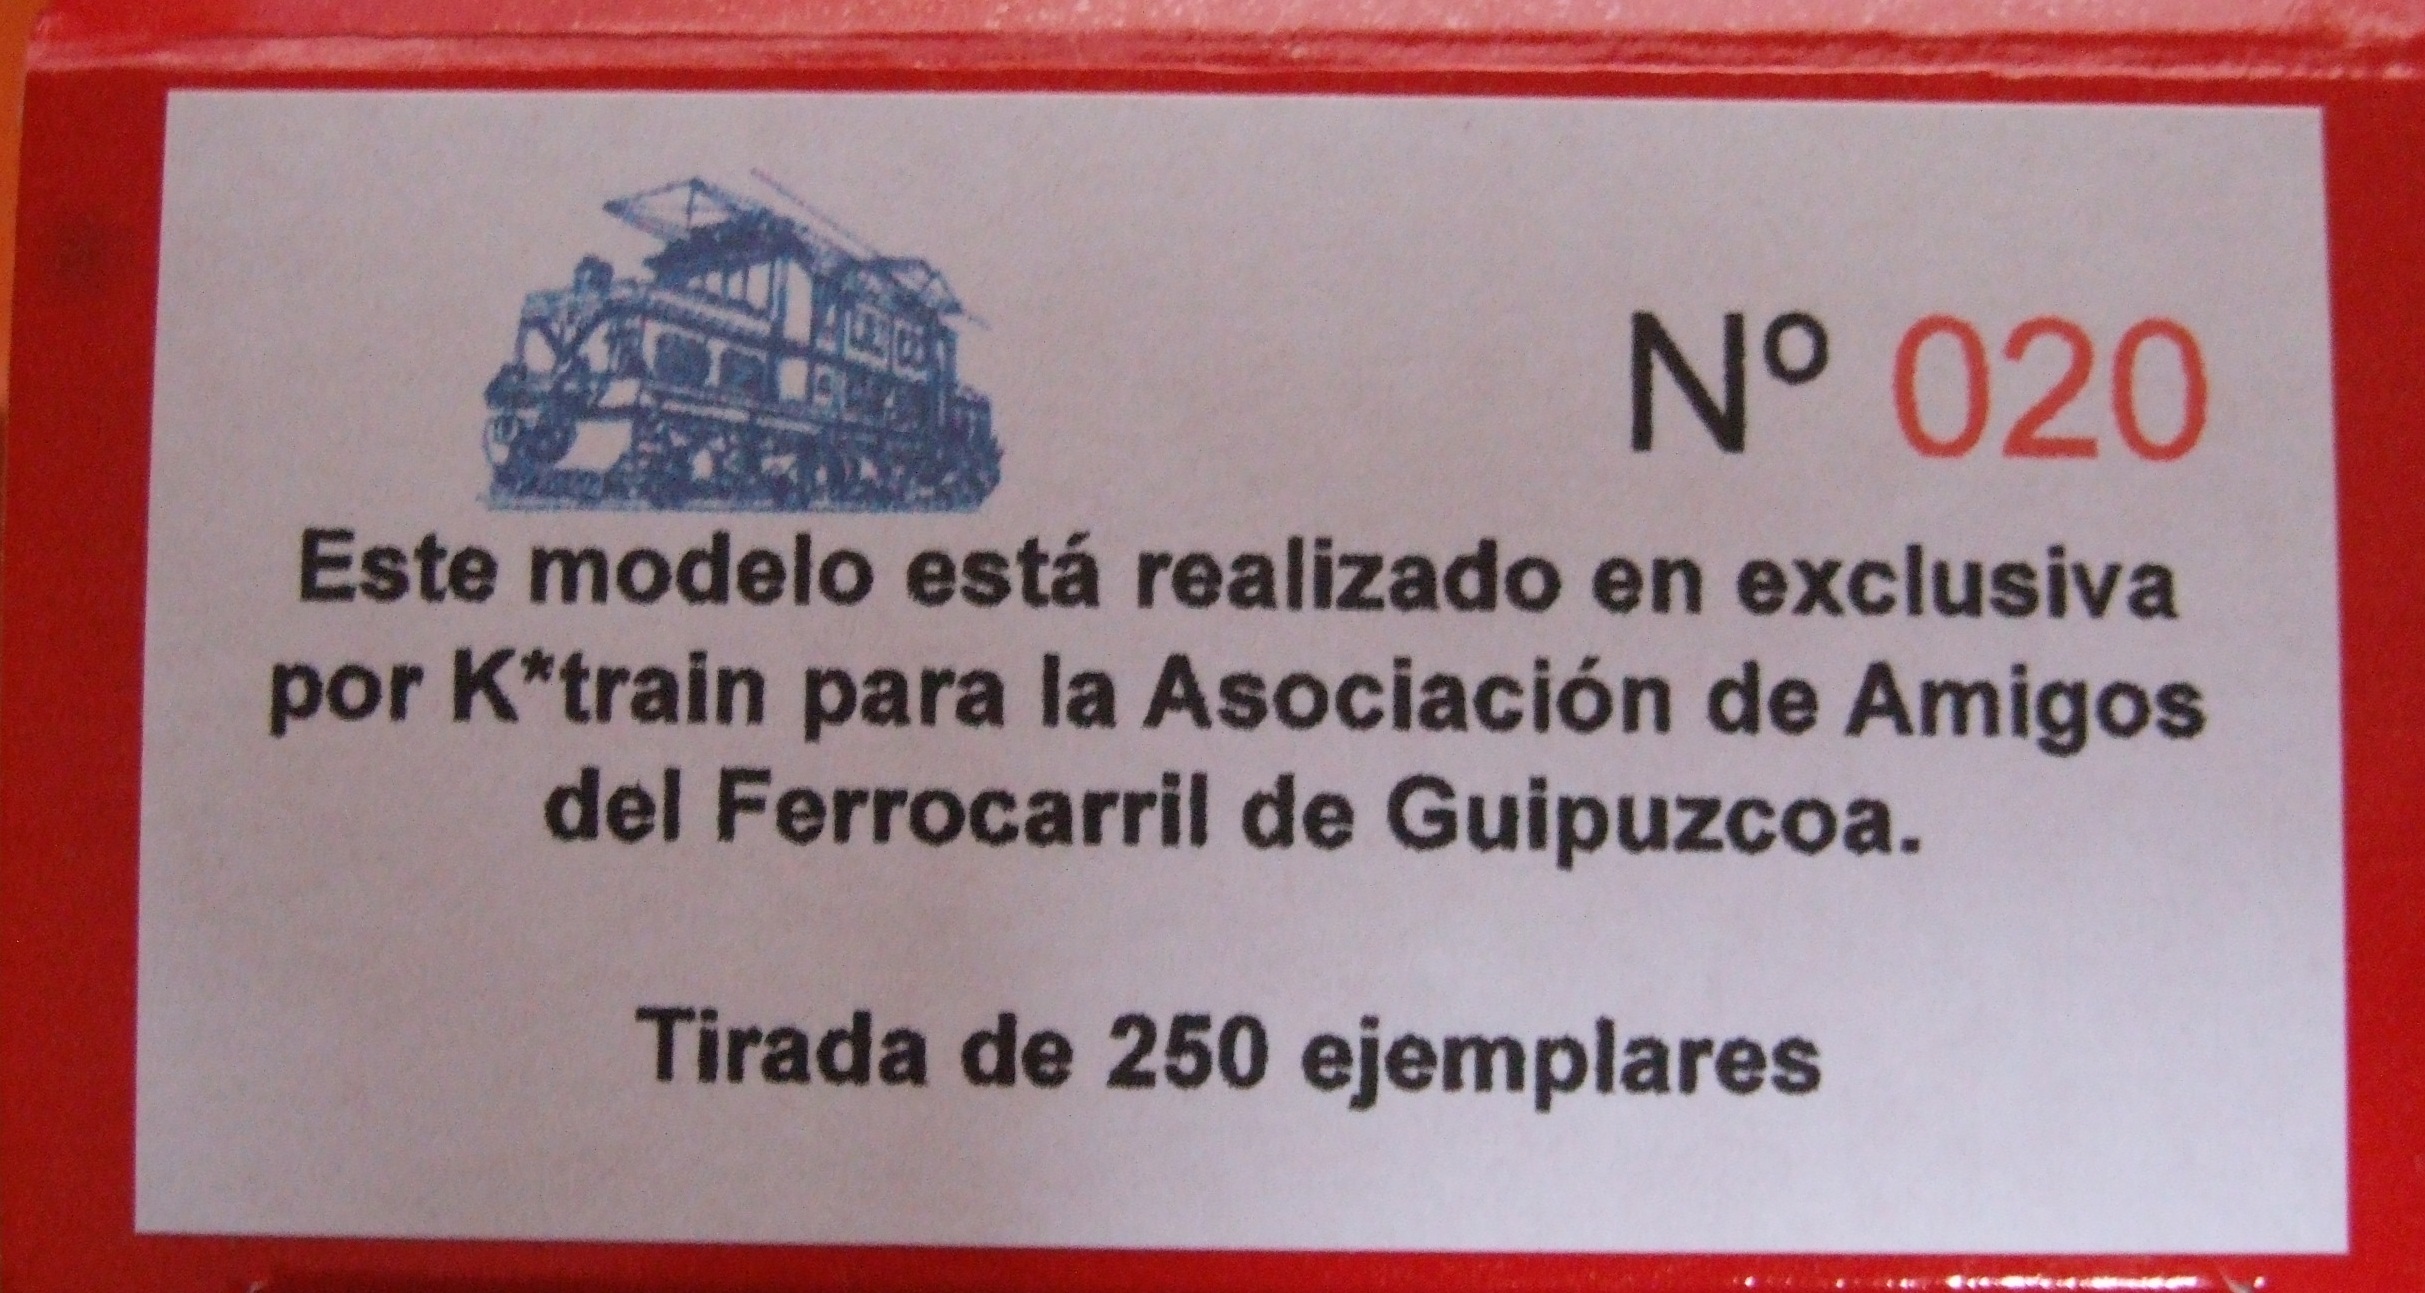 Nº 020
Este modelo está realizado en exclusiva
por K*train para la Asociación de Amigos
del Ferrocarril de Guipuzcoa.
Tirada de 250 ejemplares